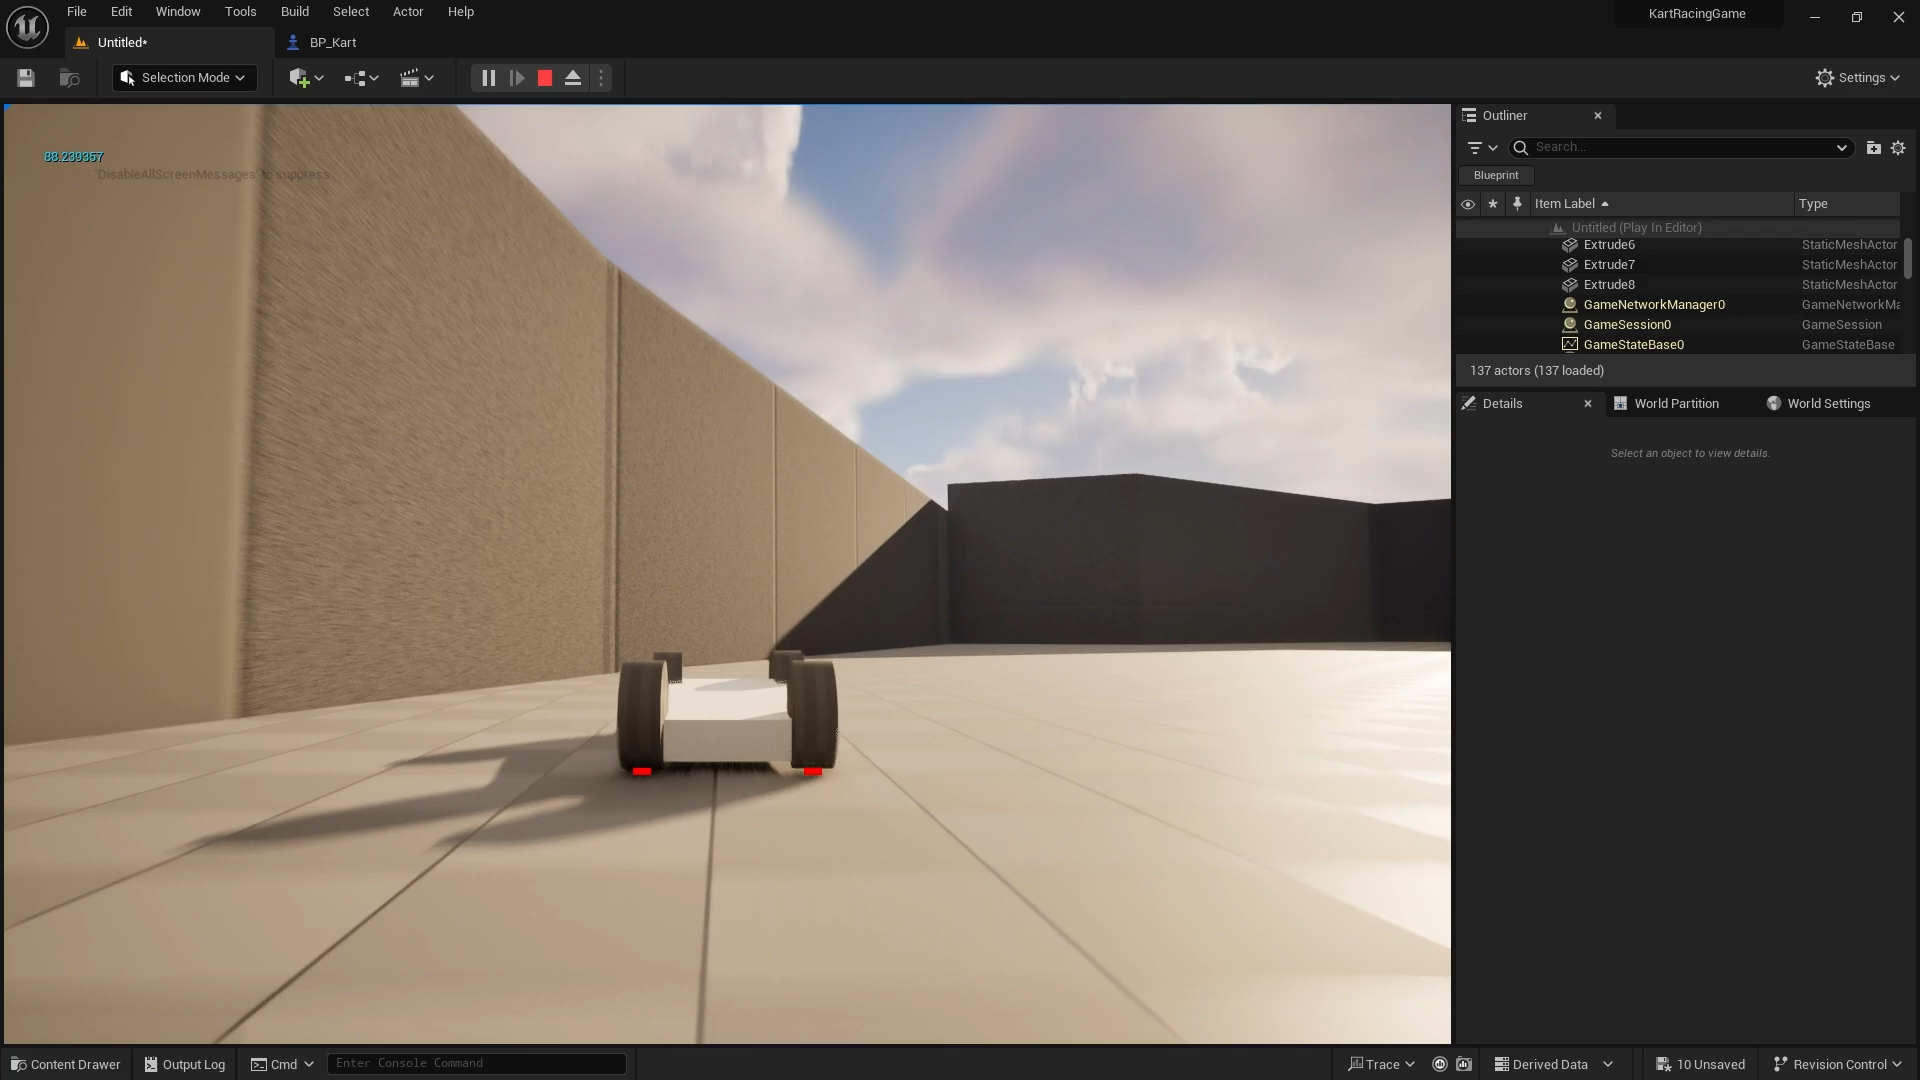 File Edit Window Tools Build Select Actor Help
KartRacingGame
Untitled*
BP_Kart
Selection Mode
Settings
88.239357
'DisableAllScreenMessages' to suppress
Outliner
Search...
Blueprint
Item Label
Type
Untitled (Play In Editor)
Extrude6 StaticMeshActor
Extrude7 StaticMeshActor
Extrude8 StaticMeshActor
GameNetworkManager0 GameNetworkMa
GameSession0 GameSession
GameStateBase0 GameStateBase
137 actors (137 loaded)
Details
World Partition
World Settings
Select an object to view details.
Content Drawer
Output Log
Cmd
Enter Console Command
Trace
Derived Data
10 Unsaved
Revision Control